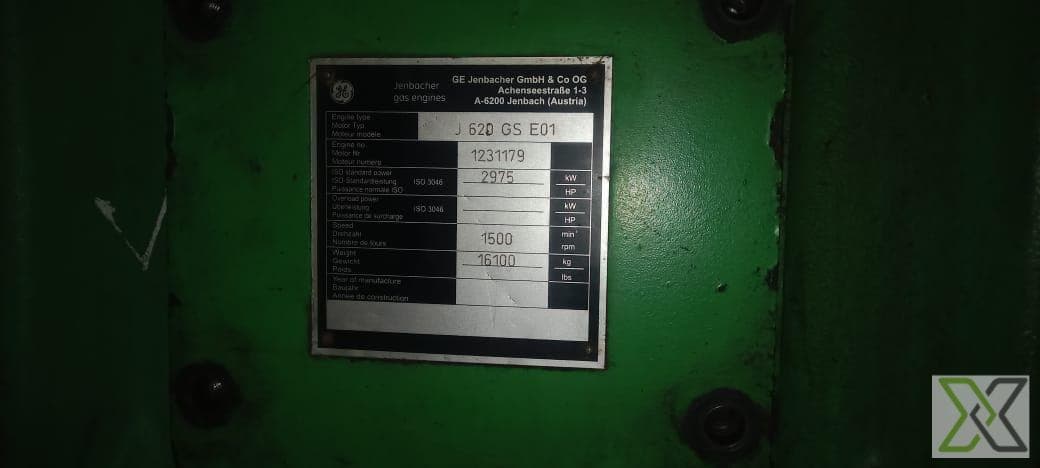 GE
Jenbacher
gas engines
GE Jenbacher GmbH & Co OG
Achenseestraße 1-3
A-6200 Jenbach (Austria)
Engine type
Motor Typ
Moteur modèle
J 620 GS E01
Engine no.
Motor Nr
Moteur numero
1231179
ISO standard power
ISO-Standardleistung
Puissance normale ISO
ISO 3046
2975
kW
HP
Overload power
Überleistung
Puissance de surcharge
ISO 3046
kW
HP
Speed
Drehzahl
Nombre de tours
1500
min⁻¹
rpm
Weight
Gewicht
Poids
16100
kg
lbs
Year of manufacture
Baujahr
Année de construction